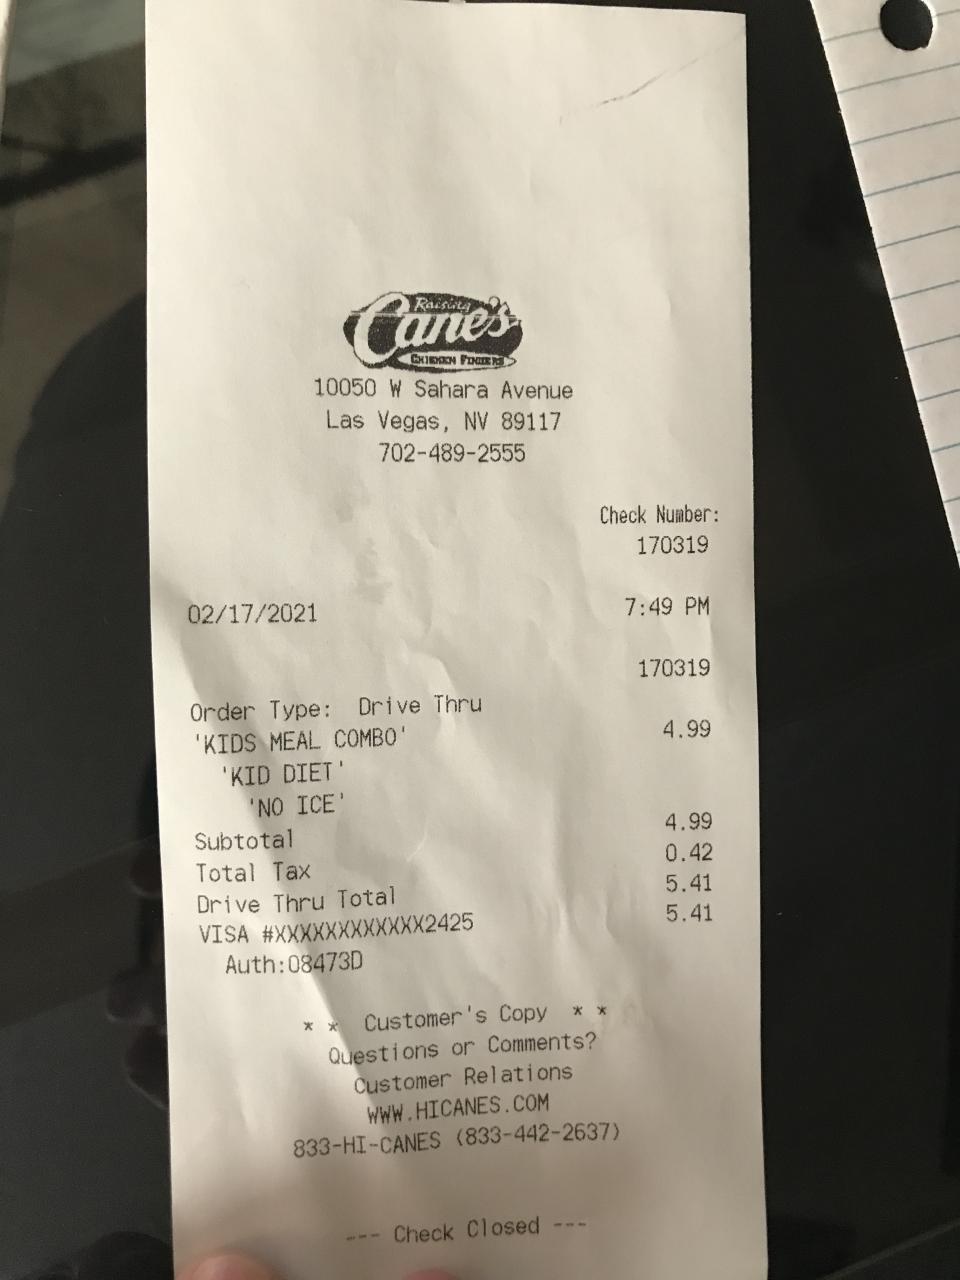 Raising
Cane's
CHICKEN FINGERS
10050 W Sahara Avenue
Las Vegas, NV 89117
702-489-2555
Check Number:
170319
02/17/2021 7:49 PM
170319
Order Type: Drive Thru
'KIDS MEAL COMBO' 4.99
'KID DIET'
'NO ICE'
Subtotal 4.99
Total Tax 0.42
Drive Thru Total 5.41
VISA #XXXXXXXXXXXX2425 5.41
Auth:08473D
* * Customer's Copy * *
Questions or Comments?
Customer Relations
WWW.HICANES.COM
833-HI-CANES (833-442-2637)
--- Check Closed ---